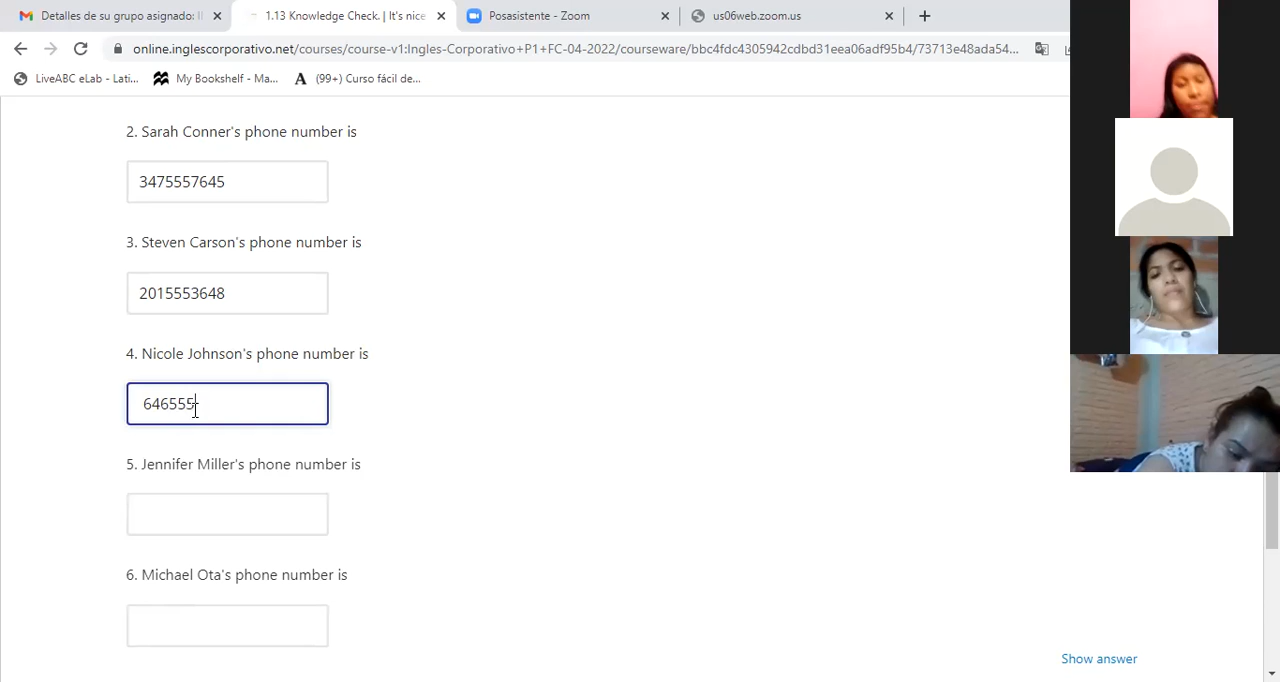 Detalles de su grupo asignado: I
1.13 Knowledge Check. | It's nice
Posasistente - Zoom
us06web.zoom.us
online.inglescorporativo.net/courses/course-v1:Ingles-Corporativo+P1+FC-04-2022/courseware/bbc4fdc4305942cdbd31eea06adf95b4/73713e48ada54...
LiveABC eLab - Lati...
My Bookshelf - Ma...
(99+) Curso fácil de...
2. Sarah Conner's phone number is
3475557645
3. Steven Carson's phone number is
2015553648
4. Nicole Johnson's phone number is
646555
5. Jennifer Miller's phone number is
6. Michael Ota's phone number is
Show answer